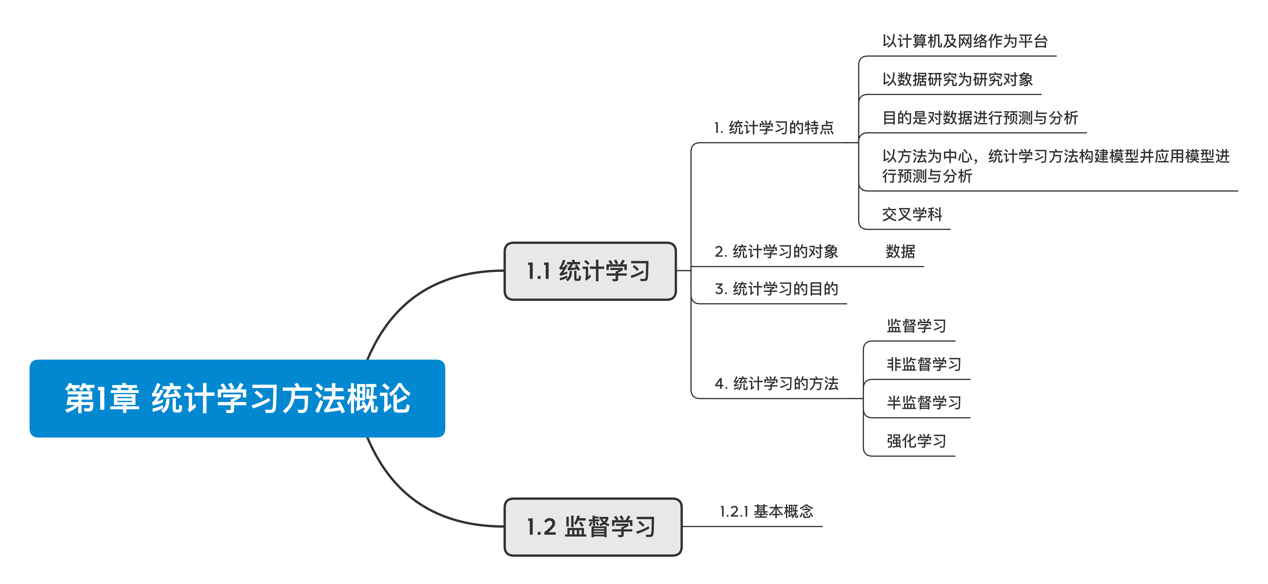 第1章 统计学习方法概论
1.1 统计学习
1. 统计学习的特点
以计算机及网络作为平台
以数据研究为研究对象
目的是对数据进行预测与分析
以方法为中心，统计学习方法构建模型并应用模型进
行预测与分析
交叉学科
2. 统计学习的对象
数据
3. 统计学习的目的
4. 统计学习的方法
监督学习
非监督学习
半监督学习
强化学习
1.2 监督学习
1.2.1 基本概念